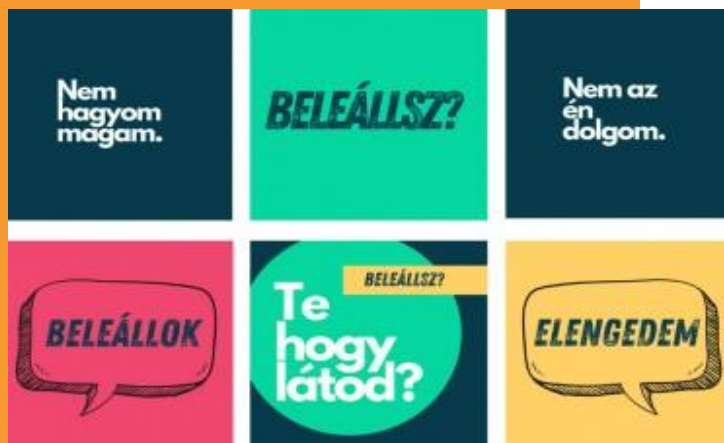 Nem
hagyom
magam.
BELEÁLLSZ?
Nem az
én
dolgom.
BELEÁLLOK
BELEÁLLSZ?
Te
hogy
látod?
ELENGEDEM